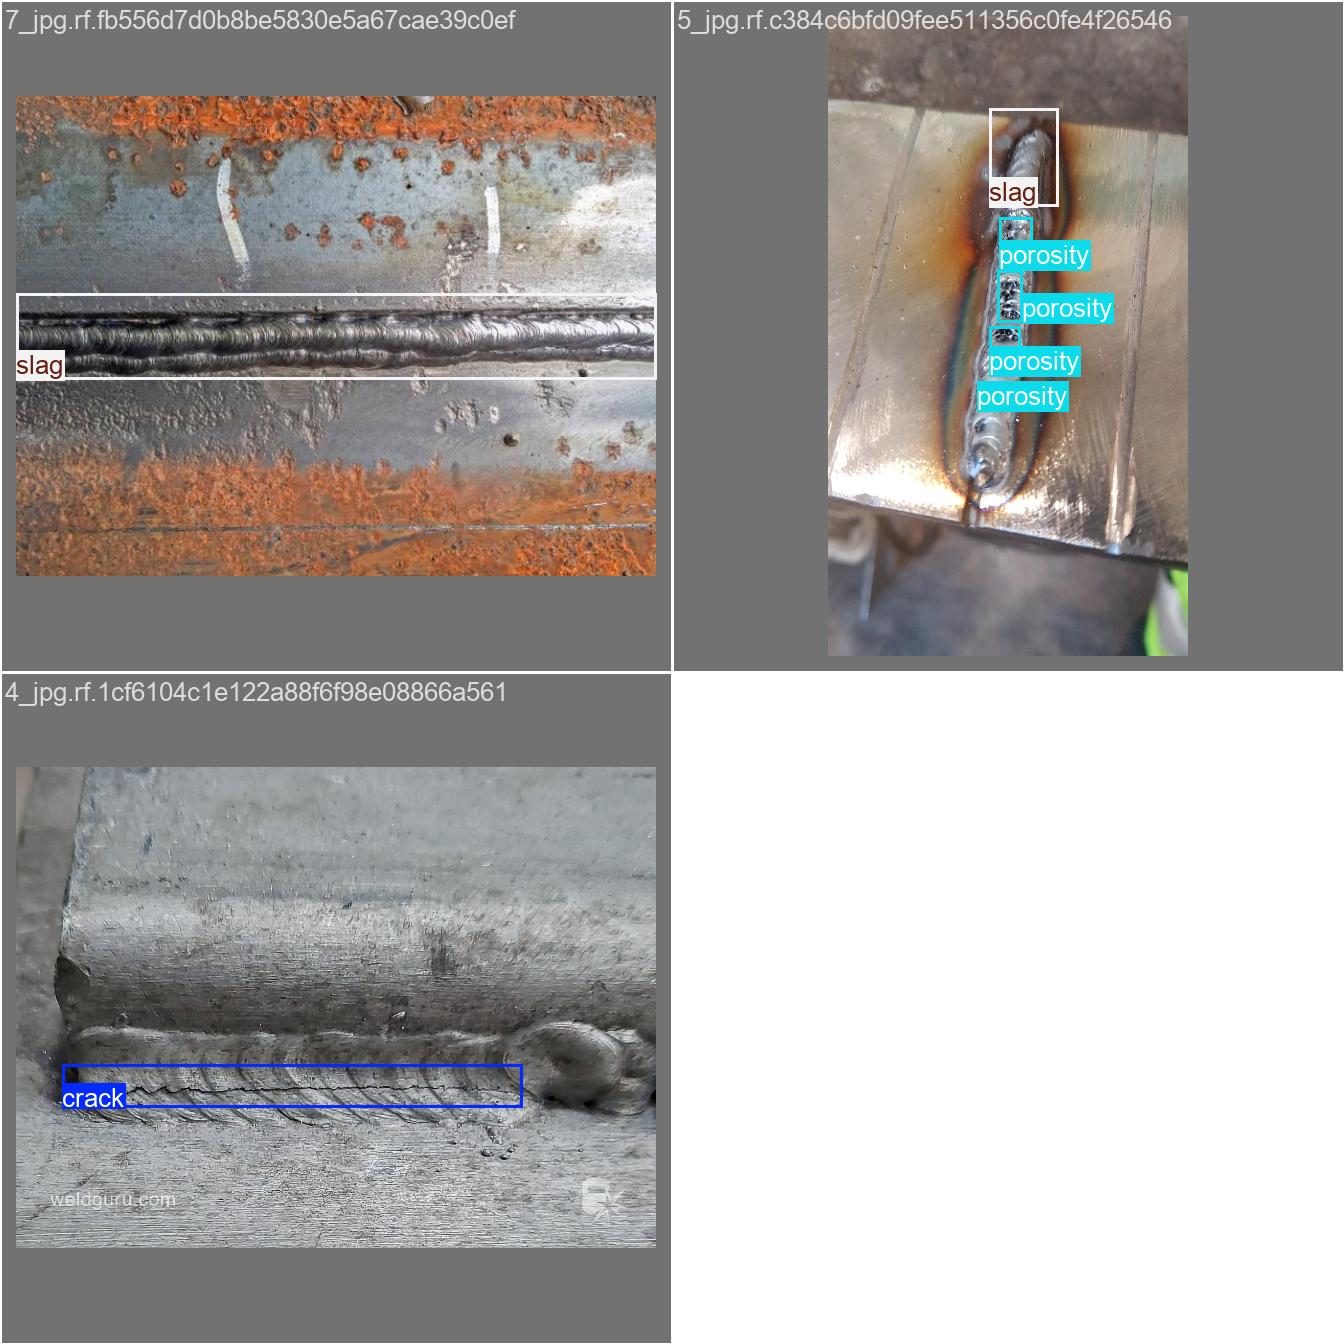 7_jpg.rf.fb556d7d0b8be5830e5a67cae39c0ef
5_jpg.rf.c384c6bfd09fee511356c0fe4f26546
slag
porosity
porosity
porosity
porosity
slag
4_jpg.rf.1cf6104c1e122a88f6f98e08866a561
crack
weldguru.com